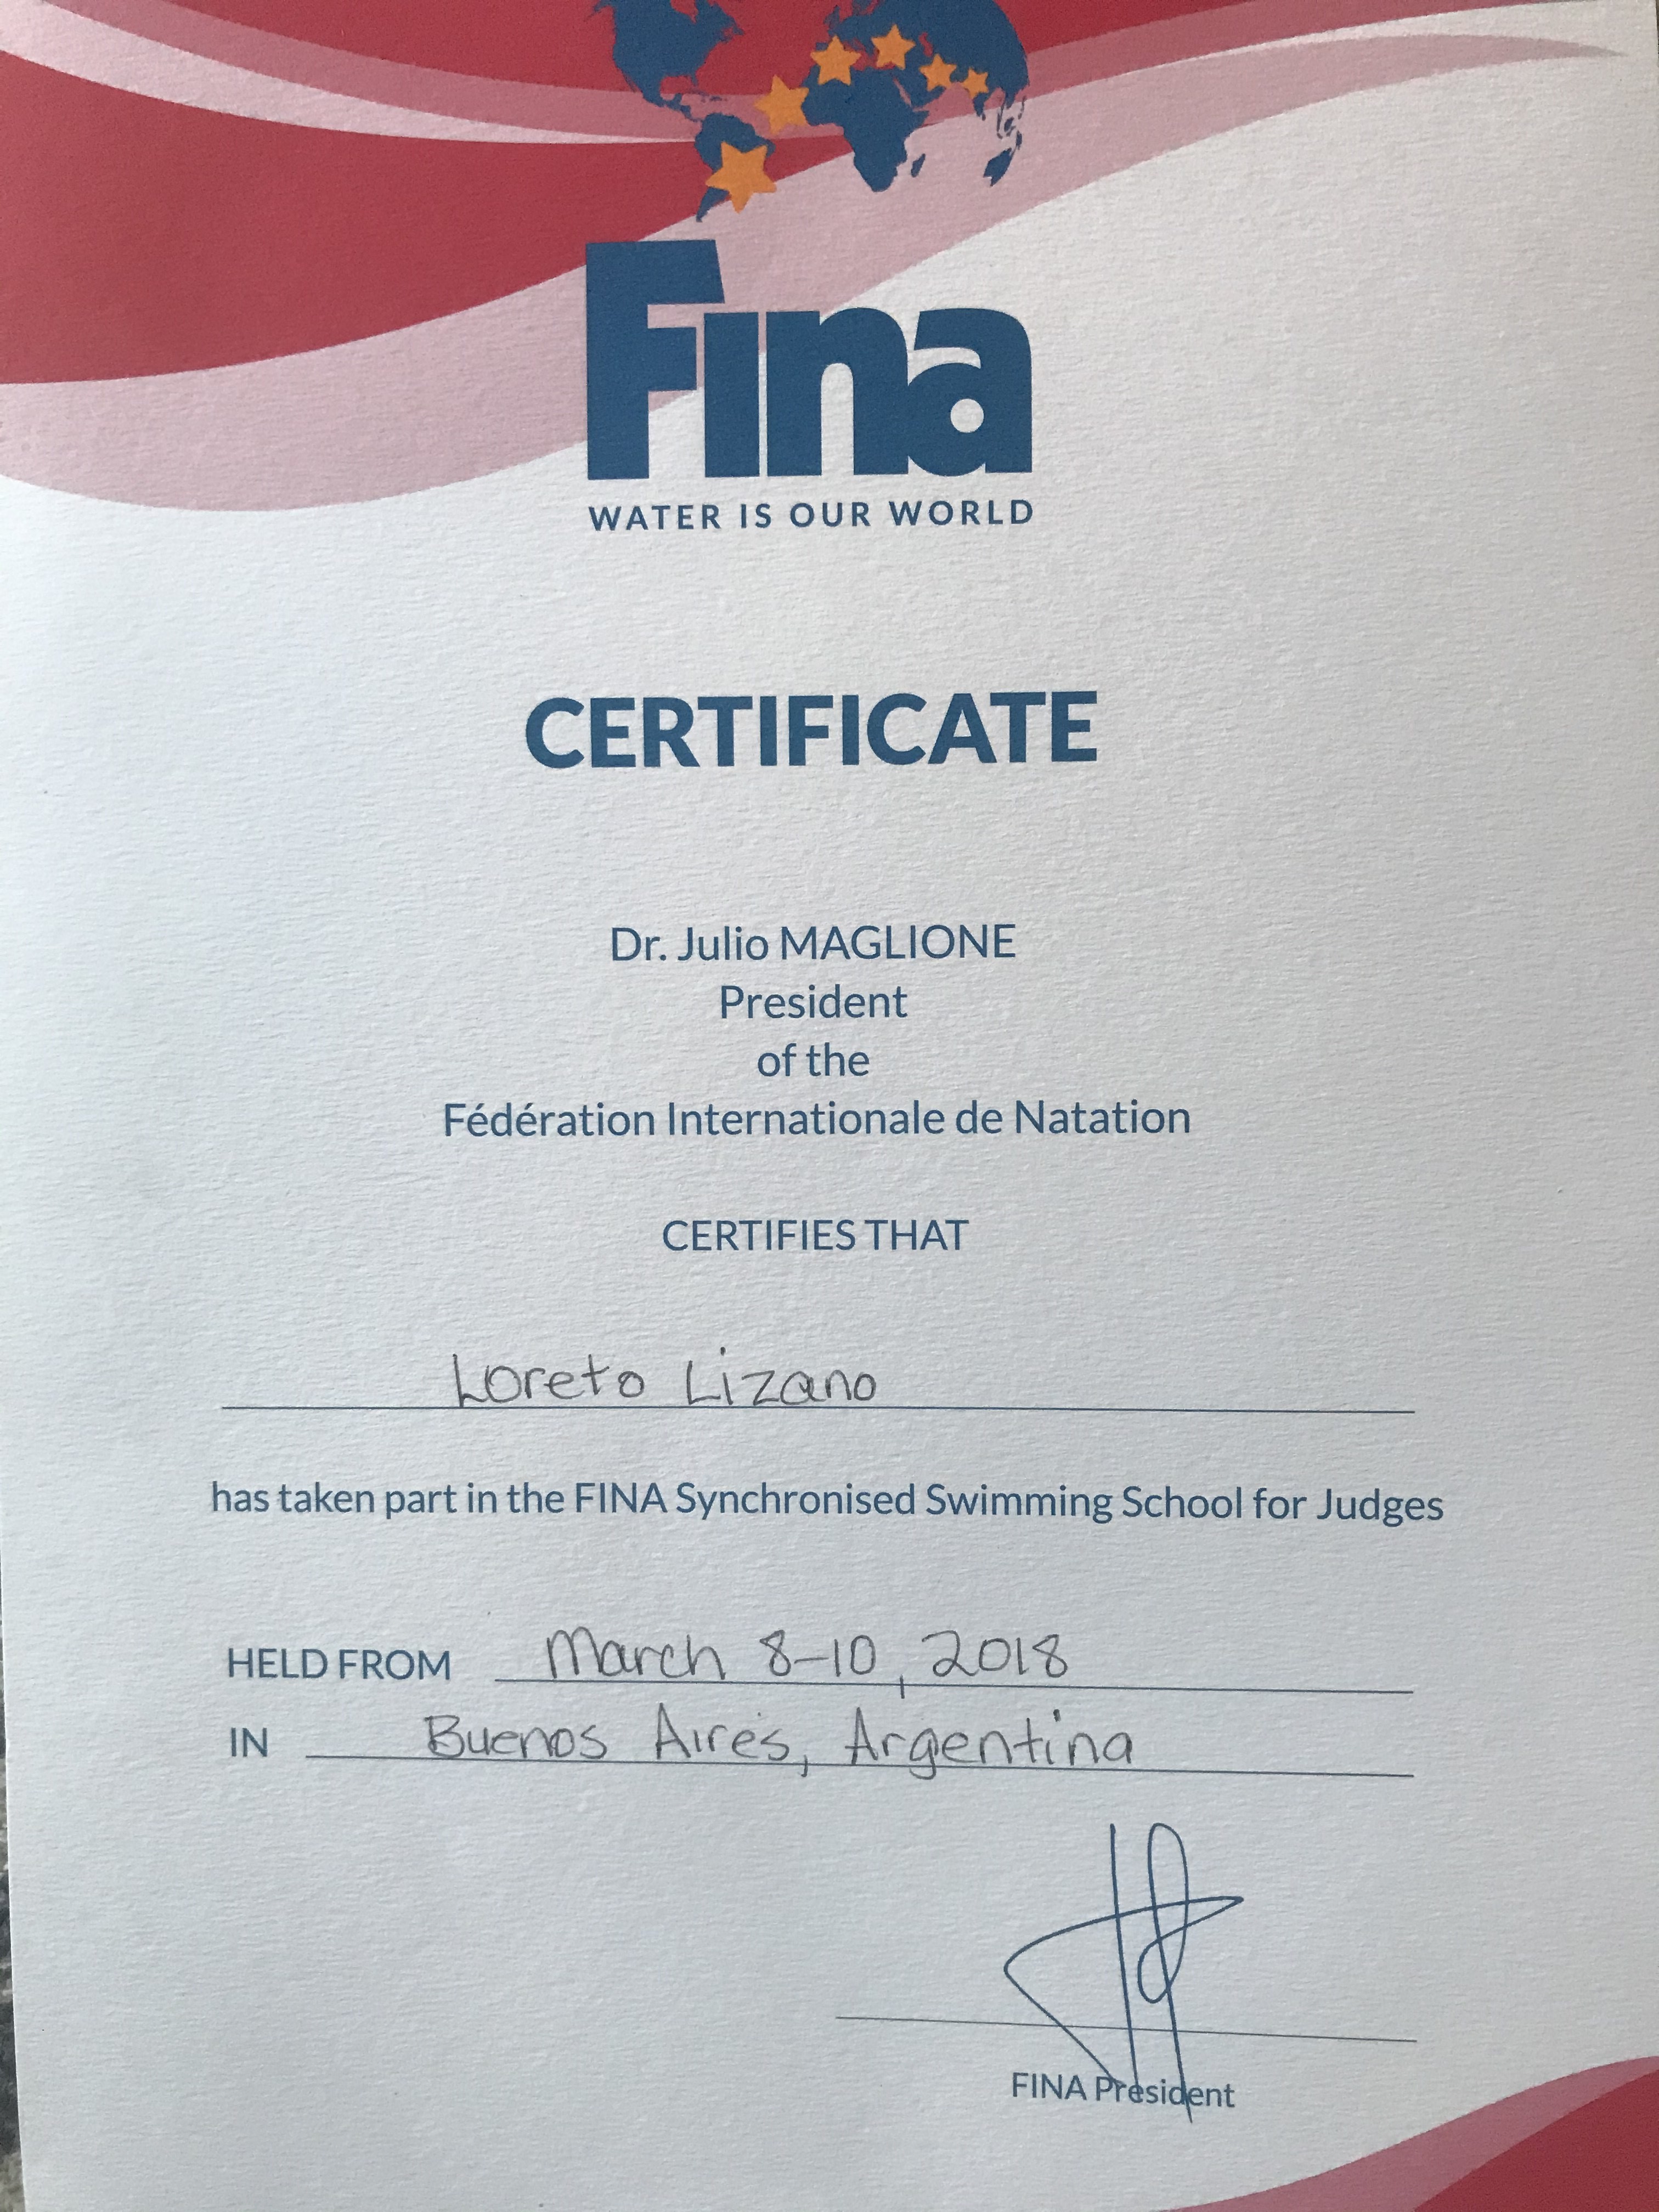 Fina
WATER IS OUR WORLD
CERTIFICATE
Dr. Julio MAGLIONE
President
of the
Fédération Internationale de Natation
CERTIFIES THAT
Loreto Lizano
has taken part in the FINA Synchronised Swimming School for Judges
HELD FROM March 8-10, 2018
IN Buenos Aires, Argentina
FINA President